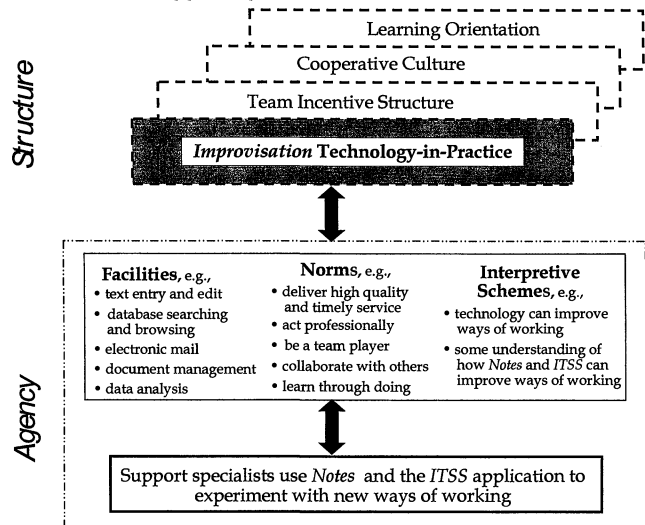 Structure
Learning Orientation
Cooperative Culture
Team Incentive Structure
Improvisation Technology-in-Practice
Agency
Facilities, e.g.,
• text entry and edit
• database searching
and browsing
• electronic mail
• document management
• data analysis
Norms, e.g.,
• deliver high quality
and timely service
• act professionally
• be a team player
• collaborate with others
• learn through doing
Interpretive
Schemes, e.g.,
• technology can improve
ways of working
• some understanding of
how Notes and ITSS can
improve ways of working
Support specialists use Notes and the ITSS application to
experiment with new ways of working